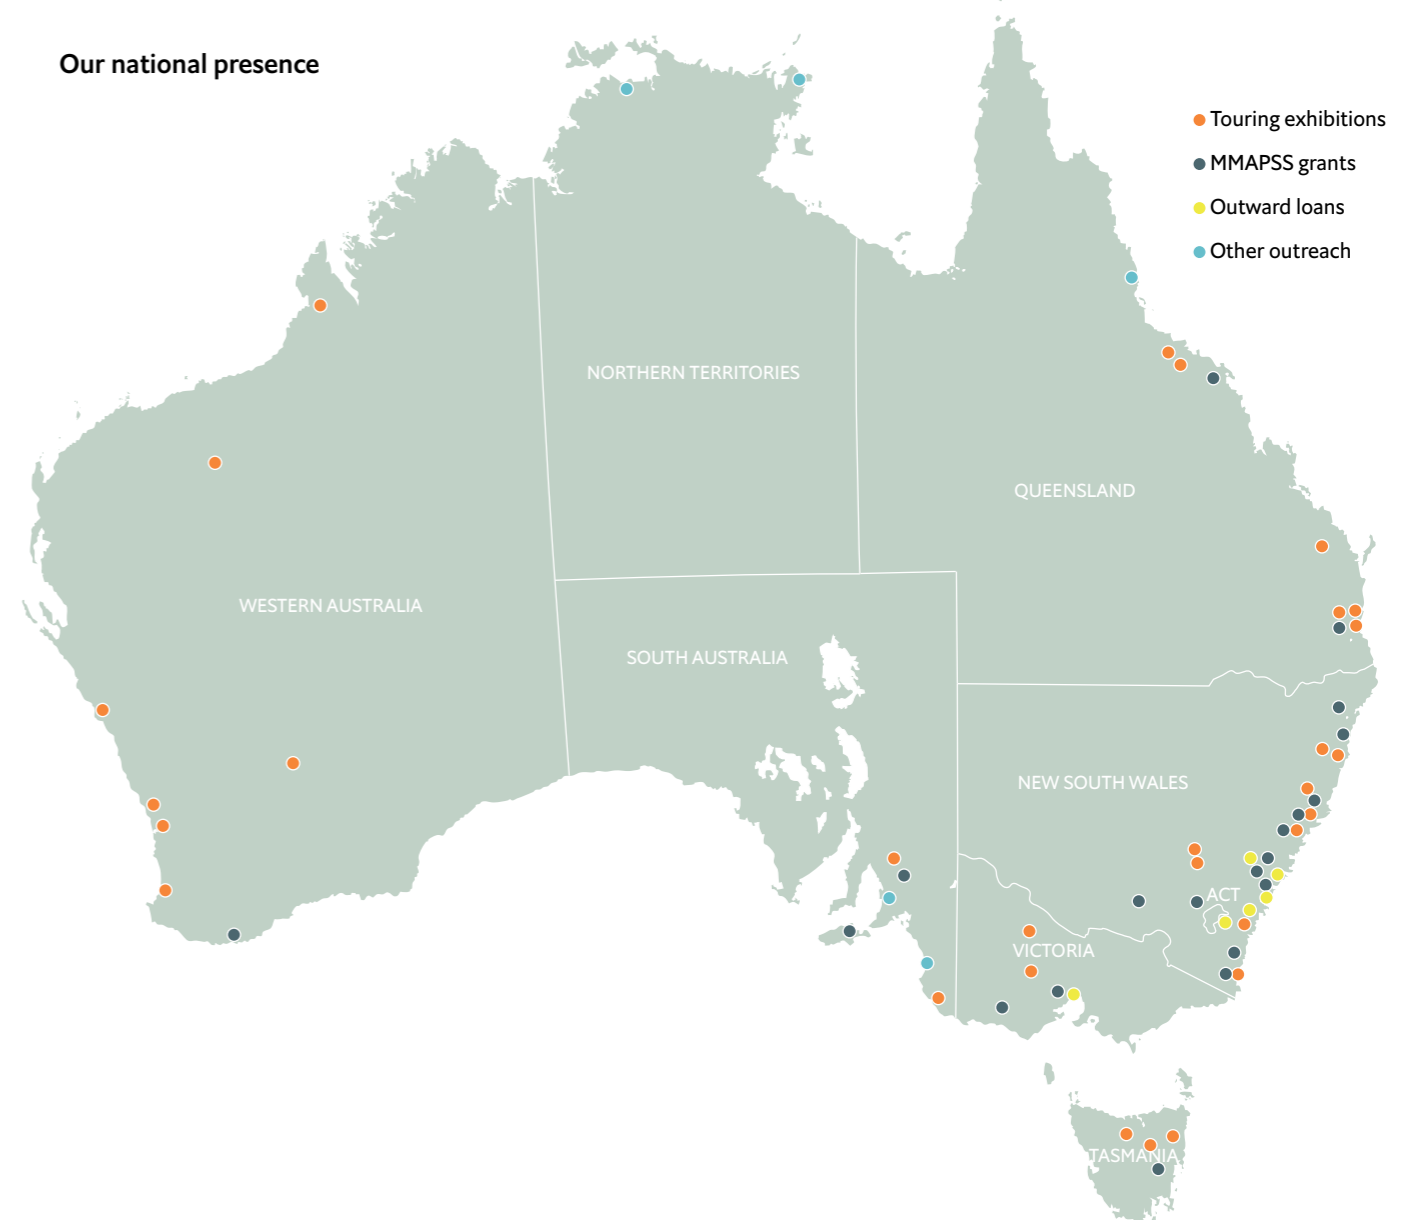 Our national presence
Touring exhibitions
MMAPSS grants
Outward loans
Other outreach
NORTHERN TERRITORIES
QUEENSLAND
WESTERN AUSTRALIA
SOUTH AUSTRALIA
NEW SOUTH WALES
ACT
VICTORIA
TASMANIA